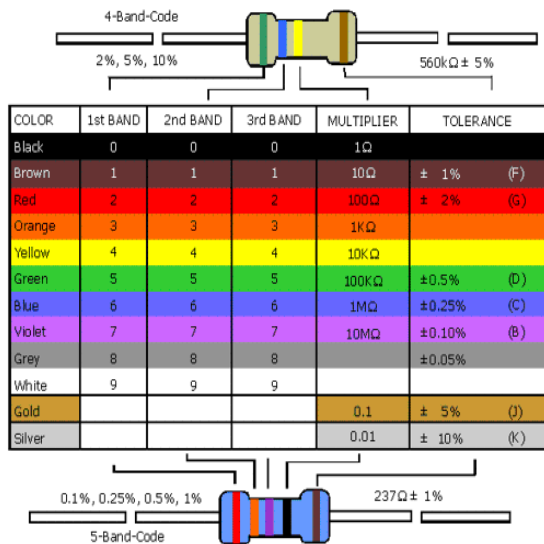 4-Band-Code
2%, 5%, 10%
560kΩ ± 5%
COLOR 1st BAND 2nd BAND 3rd BAND MULTIPLIER TOLERANCE
Black 0 0 0 1Ω
Brown 1 1 1 10Ω ± 1% (F)
Red 2 2 2 100Ω ± 2% (G)
Orange 3 3 3 1KΩ
Yellow 4 4 4 10KΩ
Green 5 5 5 100KΩ ±0.5% (D)
Blue 6 6 6 1MΩ ±0.25% (C)
Violet 7 7 7 10MΩ ±0.10% (B)
Grey 8 8 8 ±0.05%
White 9 9 9
Gold 0.1 ± 5% (J)
Silver 0.01 ± 10% (K)
0.1%, 0.25%, 0.5%, 1%
237Ω ± 1%
5-Band-Code